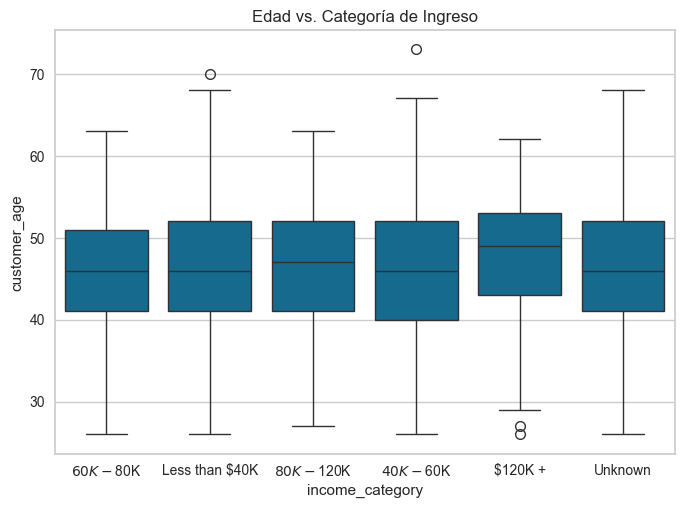 Edad vs. Categoría de Ingreso
customer_age
70
60
50
40
30
60K − 80K
Less than $40K
80K − 120K
40K − 60K
$120K +
Unknown
income_category